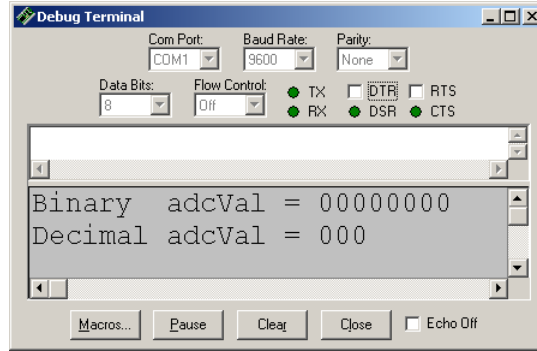 Debug Terminal
Com Port: Baud Rate: Parity:
COM1 9600 None
Data Bits: Flow Control: TX DTR RTS
8 Off RX DSR CTS
Binary adcVal = 00000000
Decimal adcVal = 000
Macros... Pause Clear Close Echo Off